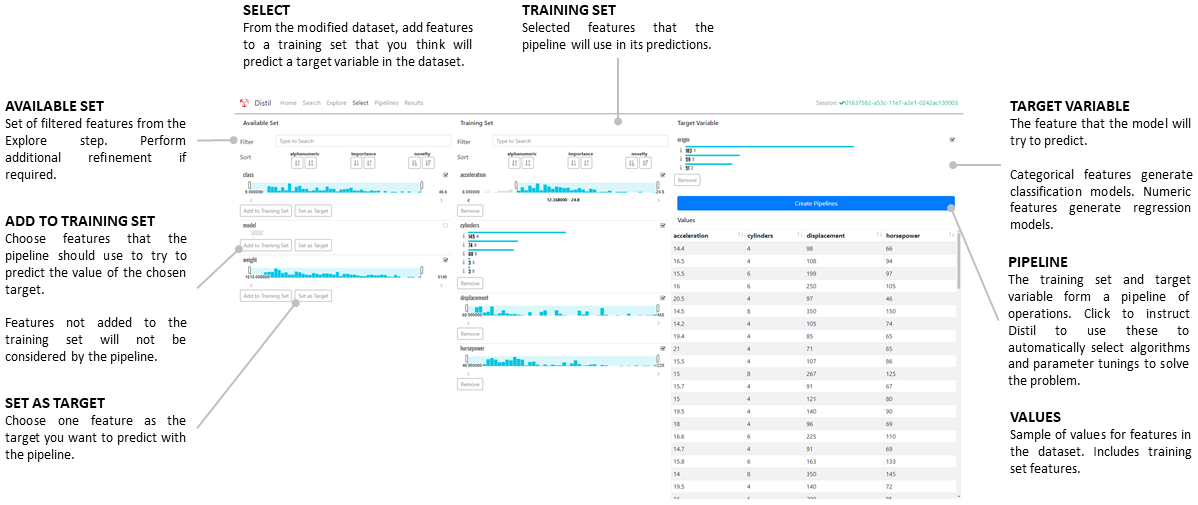 SELECT
From the modified dataset, add features
to a training set that you think will
predict a target variable in the dataset.
TRAINING SET
Selected features that the
pipeline will use in its predictions.
AVAILABLE SET
Set of filtered features from the
Explore step. Perform
additional refinement if
required.
ADD TO TRAINING SET
Choose features that the
pipeline should use to try to
predict the value of the chosen
target.
Features not added to the
training set will not be
considered by the pipeline.
SET AS TARGET
Choose one feature as the
target you want to predict with
the pipeline.
Distil Home Search Explore Select Pipelines Results
Session: 01637582-a53c-11e7-a2e1-0242ac130003
Available Set
Filter Type to Search
Sort alphanumeric importance novelty
class
Add to Training Set Set as Target
model
Add to Training Set Set as Target
weight
5140
Add to Training Set Set as Target
Training Set
Filter Type to Search
Sort alphanumeric importance novelty
acceleration
12.368000 - 24.8
Remove
cylinders
Remove
displacement
Remove
horsepower
Remove
Target Variable
origin
Remove
Create Pipelines
Values
acceleration cylinders displacement horsepower
14.4 4 98 66
16.5 4 108 94
15.5 6 199 97
16 6 250 105
20.5 4 97 46
14.5 8 350 150
14.2 4 105 74
19.4 4 85 65
21 4 71 65
15.5 4 107 86
15 8 267 125
15.7 4 91 67
15 4 121 80
19.5 4 140 90
18 4 96 69
16.6 6 225 110
14.7 4 91 69
15.8 6 163 133
14 8 350 145
19.5 4 140 72
TARGET VARIABLE
The feature that the model will
try to predict.
Categorical features generate
classification models. Numeric
features generate regression
models.
PIPELINE
The training set and target
variable form a pipeline of
operations. Click to instruct
Distil to use these to
automatically select algorithms
and parameter tunings to solve
the problem.
VALUES
Sample of values for features in
the dataset. Includes training
set features.